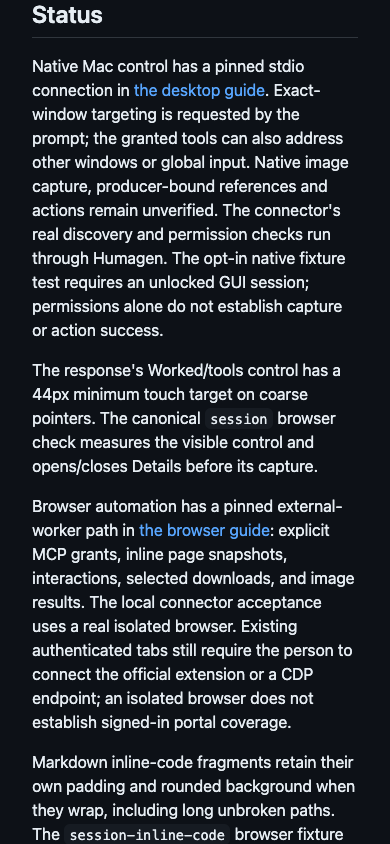 Status
Native Mac control has a pinned stdio
connection in the desktop guide. Exact-
window targeting is requested by the
prompt; the granted tools can also address
other windows or global input. Native image
capture, producer-bound references and
actions remain unverified. The connector's
real discovery and permission checks run
through Humagen. The opt-in native fixture
test requires an unlocked GUI session;
permissions alone do not establish capture
or action success.
The response's Worked/tools control has a
44px minimum touch target on coarse
pointers. The canonical session browser
check measures the visible control and
opens/closes Details before its capture.
Browser automation has a pinned external-
worker path in the browser guide: explicit
MCP grants, inline page snapshots,
interactions, selected downloads, and image
results. The local connector acceptance
uses a real isolated browser. Existing
authenticated tabs still require the person to
connect the official extension or a CDP
endpoint; an isolated browser does not
establish signed-in portal coverage.
Markdown inline-code fragments retain their
own padding and rounded background when
they wrap, including long unbroken paths.
The session-inline-code browser fixture